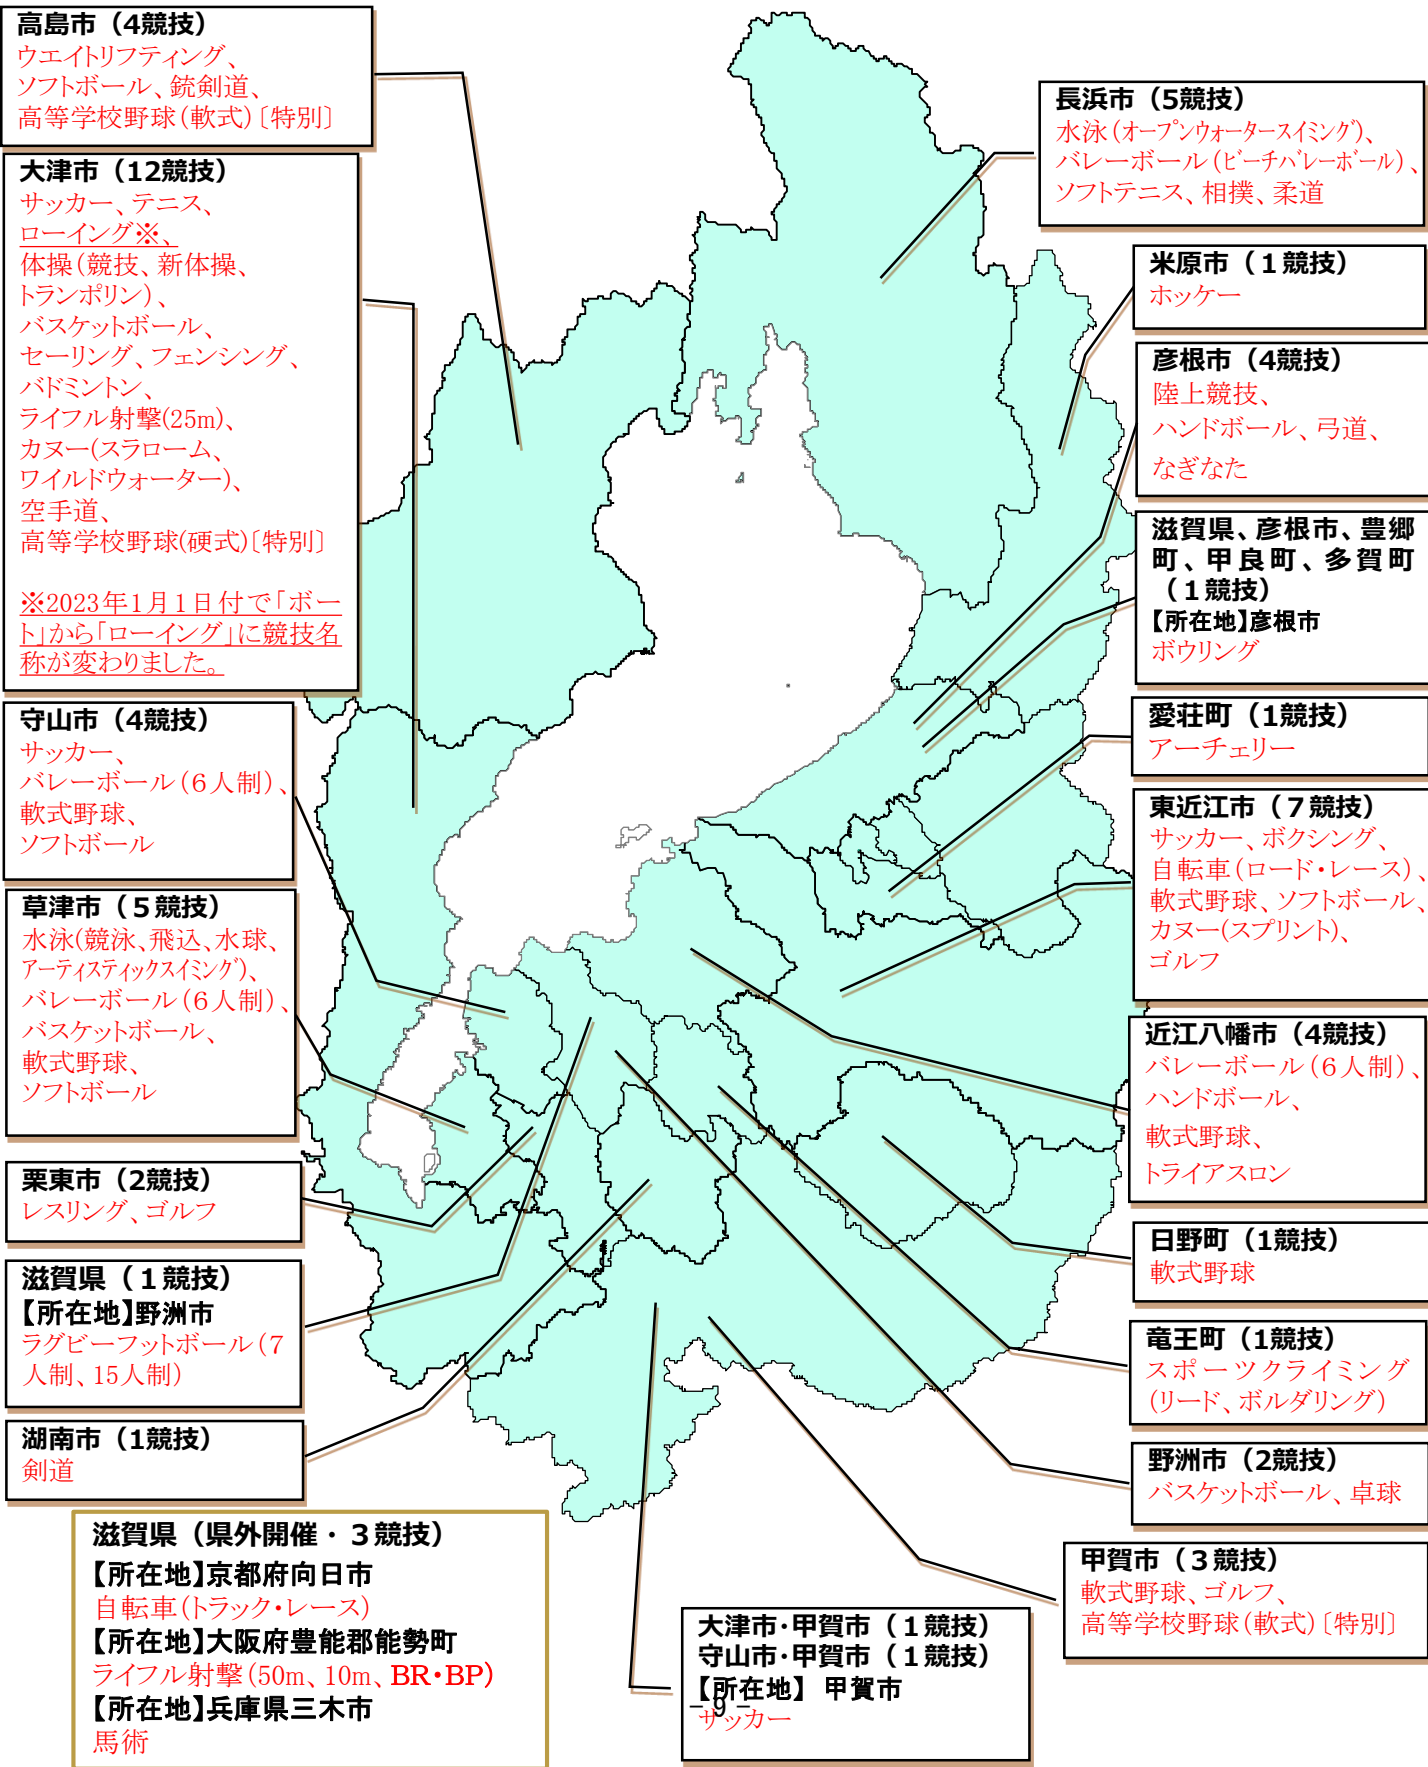 高島市（4競技）
ウエイトリフティング、
ソフトボール、銃剣道、
高等学校野球(軟式)〔特別〕
大津市（12競技）
サッカー、テニス、
ローイング※、
体操(競技、新体操、
トランポリン)、
バスケットボール、
セーリング、フェンシング、
バドミントン、
ライフル射撃(25m)、
カヌー(スラローム、
ワイルドウォーター)、
空手道、
高等学校野球(硬式)〔特別〕
※2023年1月1日付で「ボー
ト」から「ローイング」に競技名
称が変わりました。
守山市（4競技）
サッカー、
バレーボール(6人制)、
軟式野球、
ソフトボール
草津市（5競技）
水泳(競泳、飛込、水球、
アーティスティックスイミング)、
バレーボール(6人制)、
バスケットボール、
軟式野球、
ソフトボール
栗東市（2競技）
レスリング、ゴルフ
滋賀県（1競技）
【所在地】野洲市
ラグビーフットボール(7
人制、15人制)
湖南市（1競技）
剣道
滋賀県（県外開催・3競技）
【所在地】京都府向日市
自転車(トラック・レース)
【所在地】大阪府豊能郡能勢町
ライフル射撃(50m、10m、BR・BP)
【所在地】兵庫県三木市
馬術
長浜市（5競技）
水泳(オープンウォータースイミング)、
バレーボール(ビーチバレーボール)、
ソフトテニス、相撲、柔道
米原市（1競技）
ホッケー
彦根市（4競技）
陸上競技、
ハンドボール、弓道、
なぎなた
滋賀県、彦根市、豊郷
町、甲良町、多賀町
（1競技）
【所在地】彦根市
ボウリング
愛荘町（1競技）
アーチェリー
東近江市（7競技）
サッカー、ボクシング、
自転車(ロード・レース)、
軟式野球、ソフトボール、
カヌー(スプリント)、
ゴルフ
近江八幡市（4競技）
バレーボール(6人制)、
ハンドボール、
軟式野球、
トライアスロン
日野町（1競技）
軟式野球
竜王町（1競技）
スポーツクライミング
(リード、ボルダリング)
野洲市（2競技）
バスケットボール、卓球
甲賀市（3競技）
軟式野球、ゴルフ、
高等学校野球(軟式)〔特別〕
大津市・甲賀市（1競技）
守山市・甲賀市（1競技）
【所在地】 甲賀市
サッカー
－9－